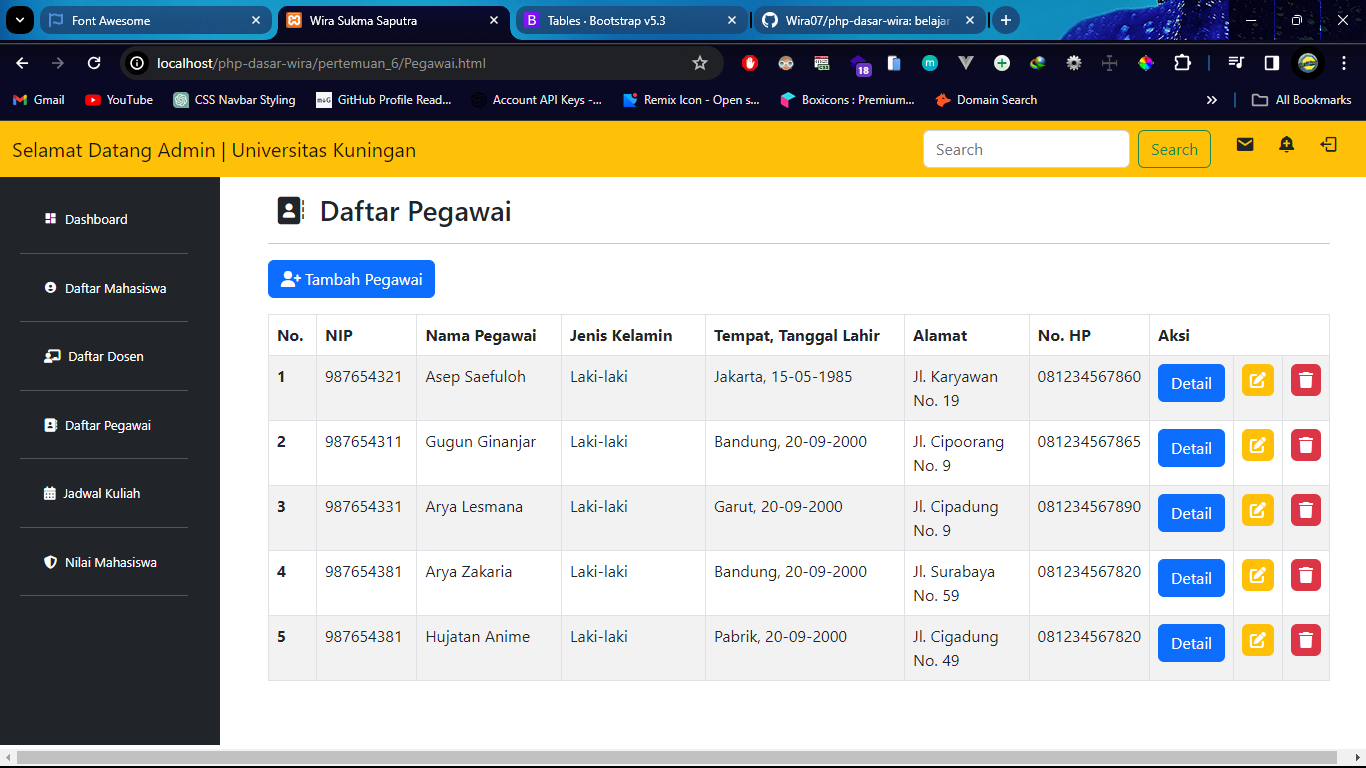 Font Awesome
Wira Sukma Saputra
Tables · Bootstrap v5.3
Wira07/php-dasar-wira: belajar
localhost/php-dasar-wira/pertemuan_6/Pegawai.html
18
Gmail
YouTube
CSS Navbar Styling
GitHub Profile Read...
Account API Keys -...
Remix Icon - Open s...
Boxicons : Premium...
Domain Search
All Bookmarks
Selamat Datang Admin | Universitas Kuningan
Search
Search
Dashboard
Daftar Mahasiswa
Daftar Dosen
Daftar Pegawai
Jadwal Kuliah
Nilai Mahasiswa
Daftar Pegawai
Tambah Pegawai
No. NIP Nama Pegawai Jenis Kelamin Tempat, Tanggal Lahir Alamat No. HP Aksi
1 987654321 Asep Saefuloh Laki-laki Jakarta, 15-05-1985 Jl. Karyawan 081234567860 Detail
No. 19
2 987654311 Gugun Ginanjar Laki-laki Bandung, 20-09-2000 Jl. Cipoorang 081234567865 Detail
No. 9
3 987654331 Arya Lesmana Laki-laki Garut, 20-09-2000 Jl. Cipadung 081234567890 Detail
No. 9
4 987654381 Arya Zakaria Laki-laki Bandung, 20-09-2000 Jl. Surabaya 081234567820 Detail
No. 59
5 987654381 Hujatan Anime Laki-laki Pabrik, 20-09-2000 Jl. Cigadung 081234567820 Detail
No. 49